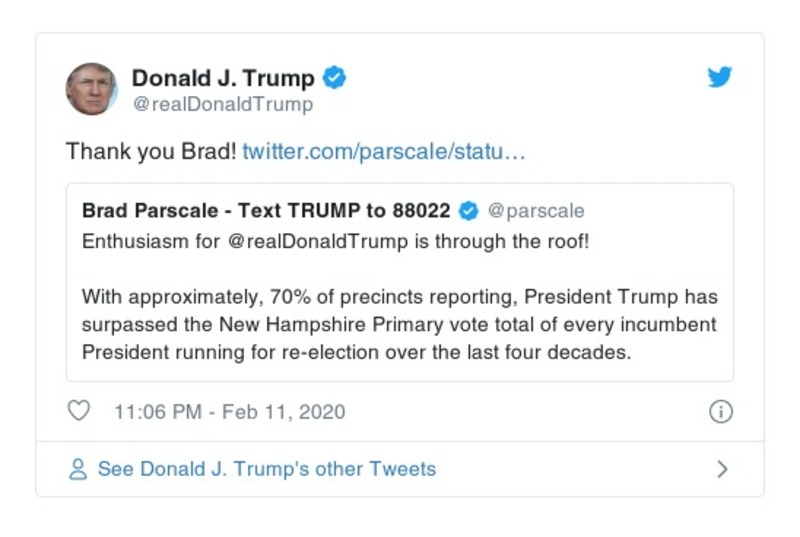 Donald J. Trump
@realDonaldTrump
Thank you Brad! twitter.com/parscale/statu…
Brad Parscale - Text TRUMP to 88022 @parscale
Enthusiasm for @realDonaldTrump is through the roof!
With approximately, 70% of precincts reporting, President Trump has
surpassed the New Hampshire Primary vote total of every incumbent
President running for re-election over the last four decades.
11:06 PM - Feb 11, 2020
See Donald J. Trump's other Tweets